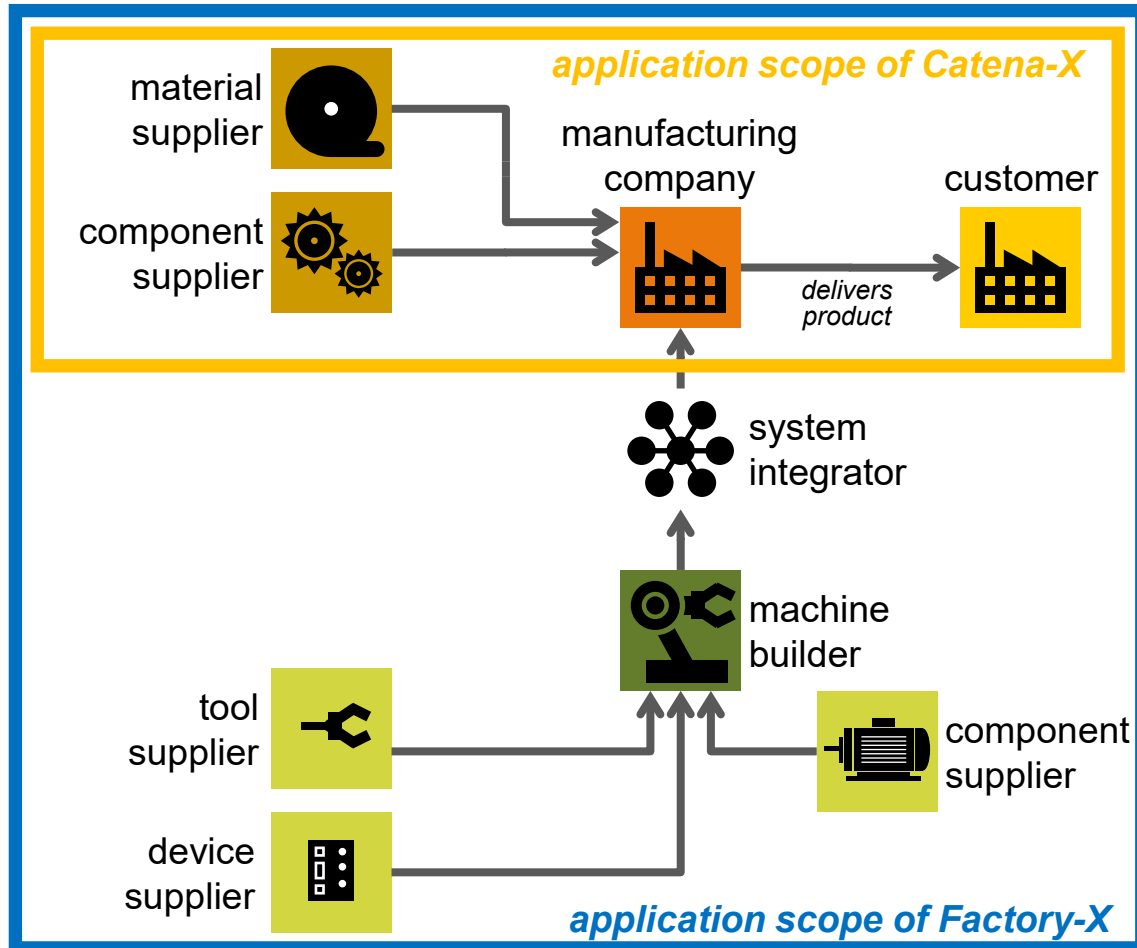 application scope of Catena-X
material
supplier
manufacturing
company
customer
component
supplier
delivers
product
system
integrator
machine
builder
tool
supplier
component
supplier
device
supplier
application scope of Factory-X